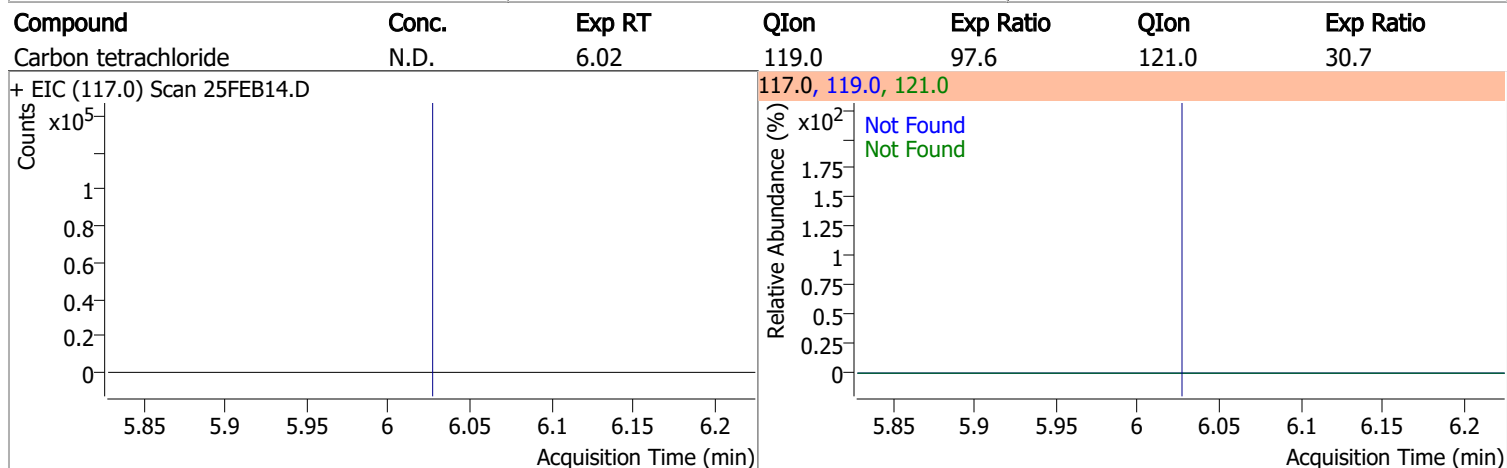 Compound Conc. Exp RT QIon Exp Ratio QIon Exp Ratio
Carbon tetrachloride N.D. 6.02 119.0 97.6 121.0 30.7
+ EIC (117.0) Scan 25FEB14.D
Counts
x10⁵
1
0.8
0.6
0.4
0.2
0
5.85 5.9 5.95 6 6.05 6.1 6.15 6.2
Acquisition Time (min)
117.0, 119.0, 121.0
Relative Abundance (%)
x10²
Not Found
Not Found
1.75
1.5
1.25
1
0.75
0.5
0.25
0
5.85 5.9 5.95 6 6.05 6.1 6.15 6.2
Acquisition Time (min)